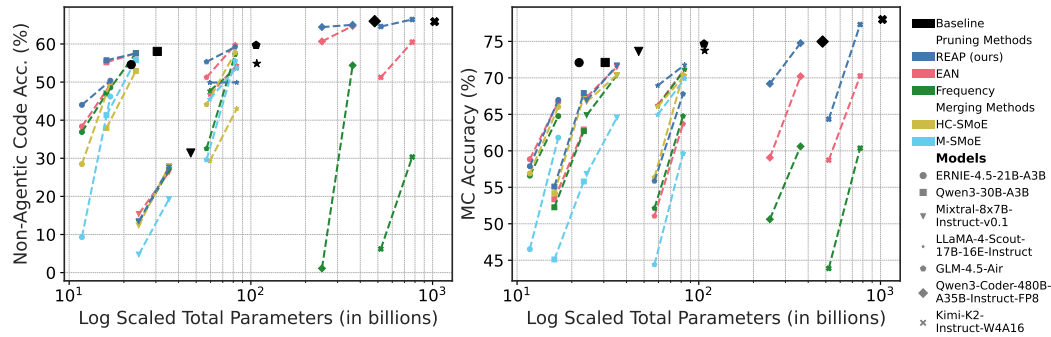 Non-Agentic Code Acc. (%)
60
50
40
30
20
10
0
10¹
10²
10³
Log Scaled Total Parameters (in billions)
MC Accuracy (%)
75
70
65
60
55
50
45
10¹
10²
10³
Log Scaled Total Parameters (in billions)
Baseline
Pruning Methods
REAP (ours)
EAN
Frequency
Merging Methods
HC-SMoE
M-SMoE
Models
ERNIE-4.5-21B-A3B
Qwen3-30B-A3B
Mixtral-8x7B-
Instruct-v0.1
LLaMA-4-Scout-
17B-16E-Instruct
GLM-4.5-Air
Qwen3-Coder-480B-
A35B-Instruct-FP8
Kimi-K2-
Instruct-W4A16